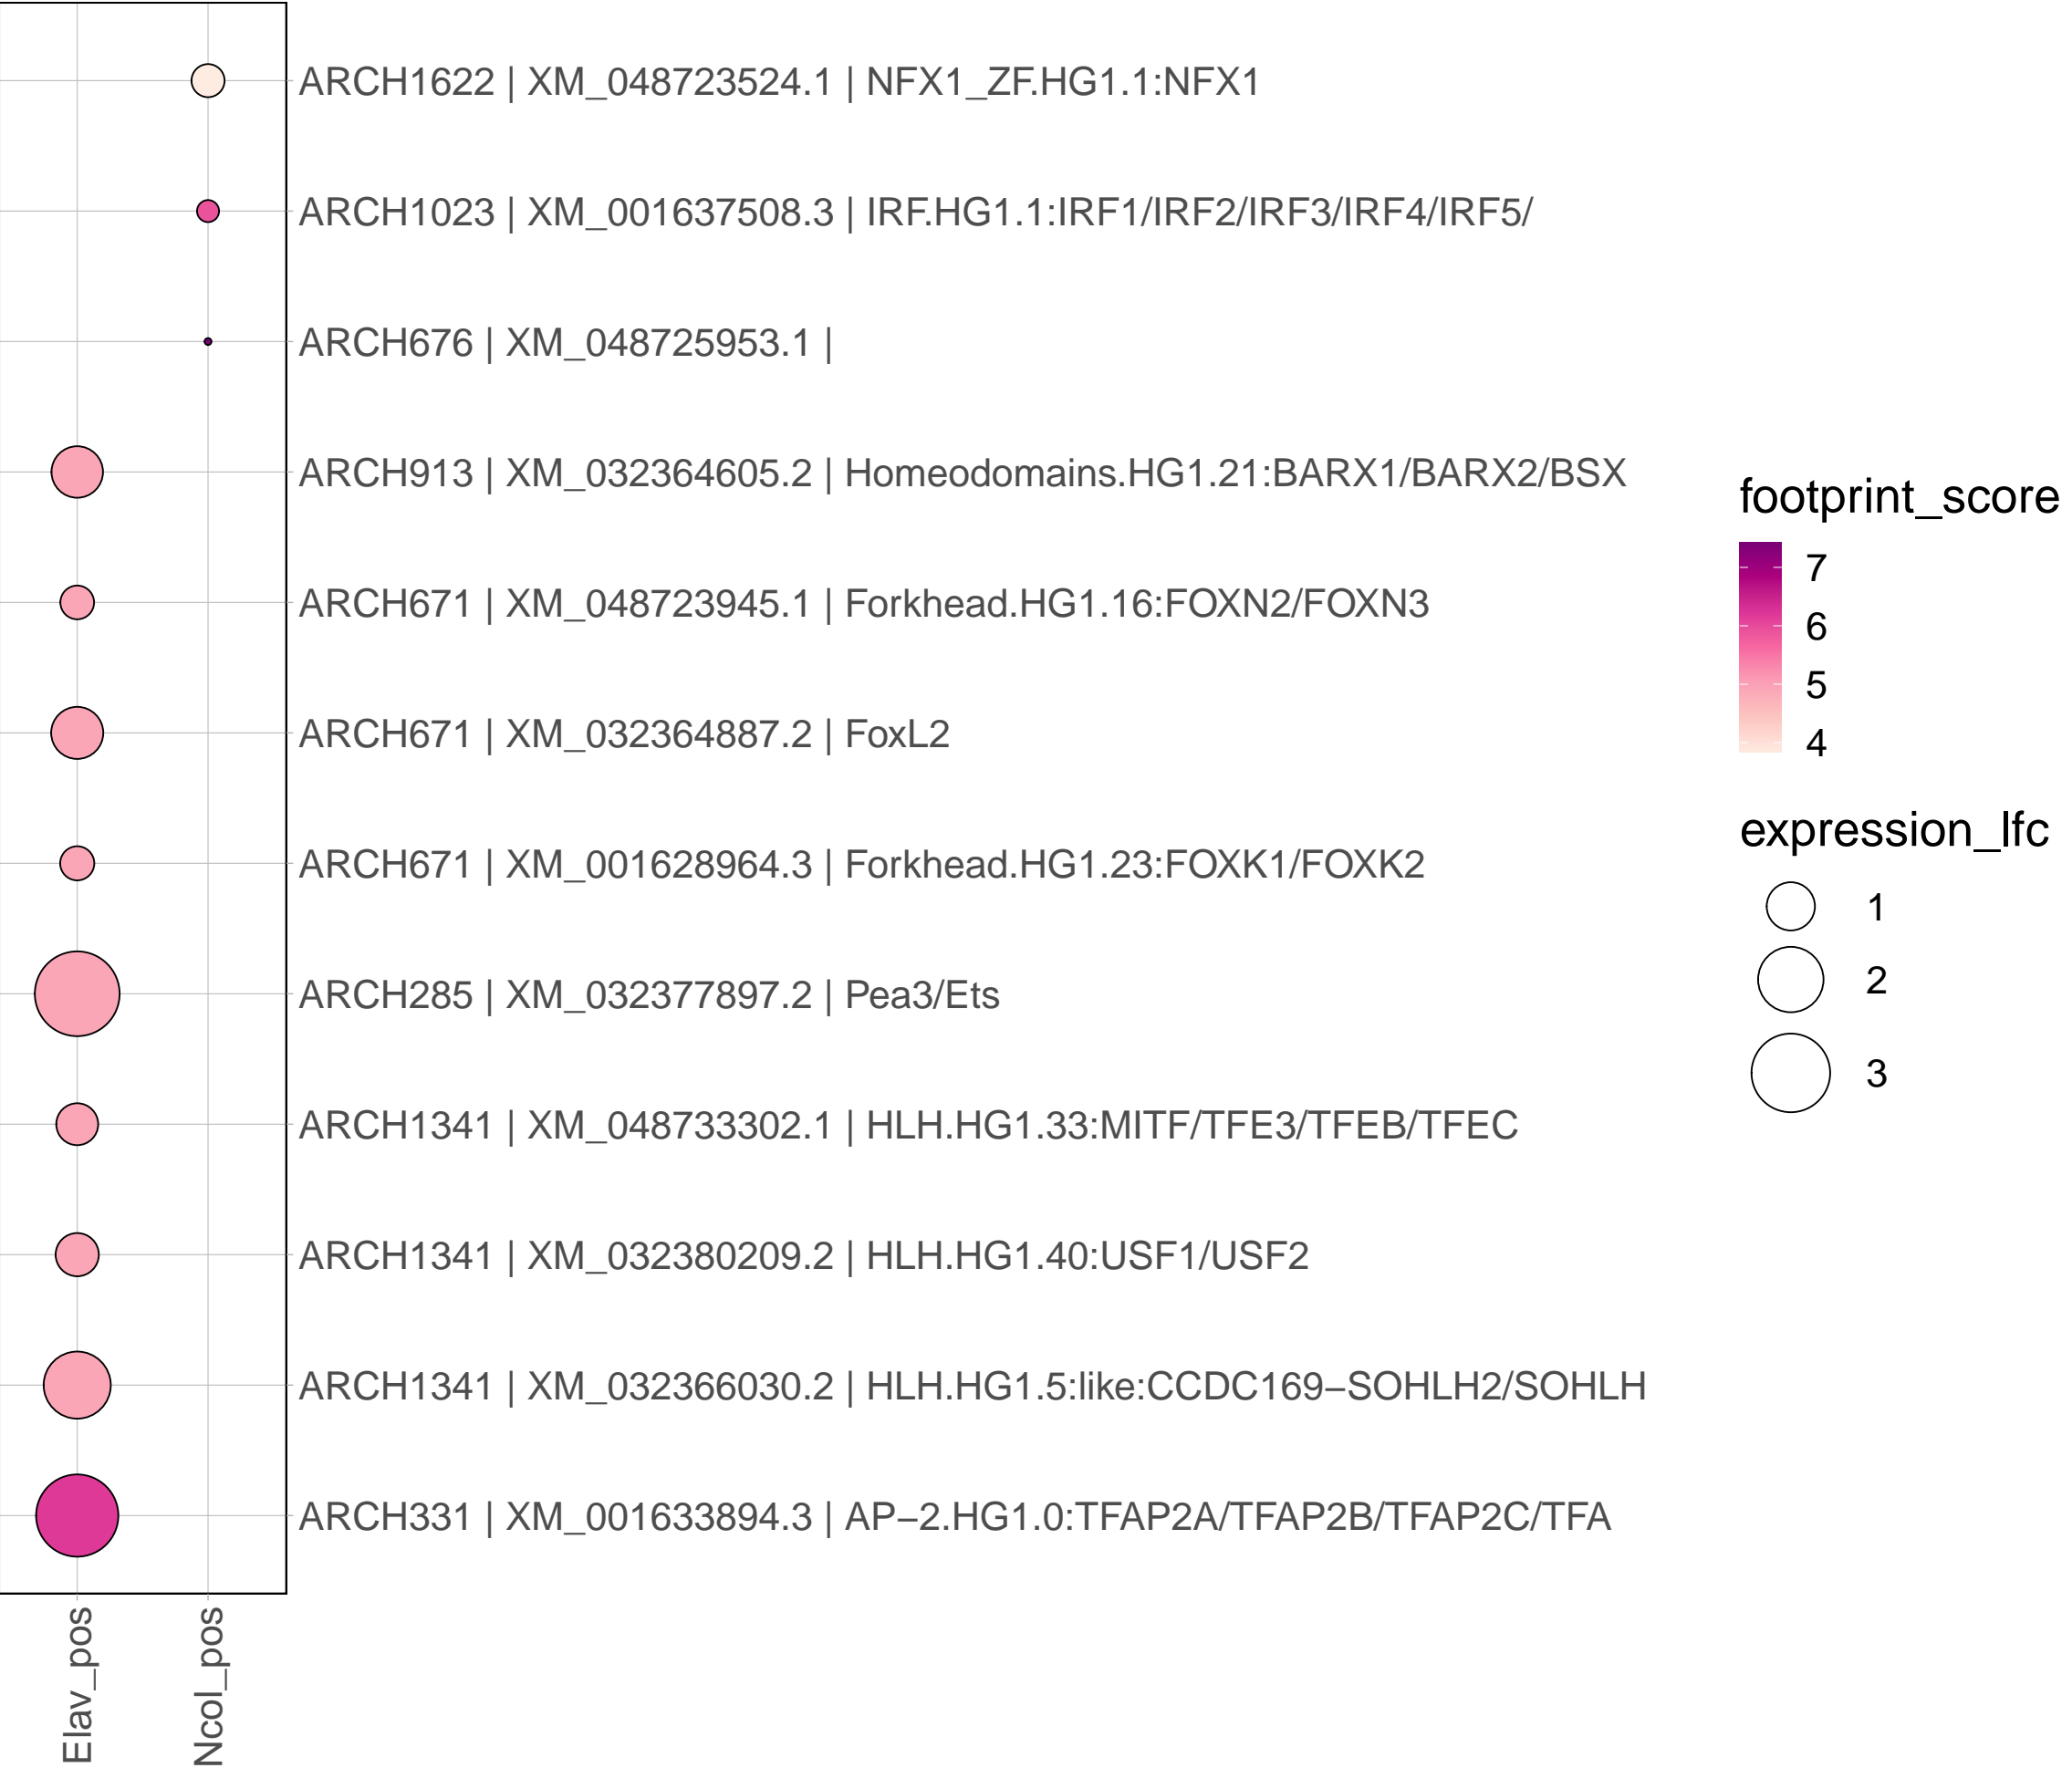 ARCH1622 | XM_048723524.1 | NFX1_ZF.HG1.1:NFX1
ARCH1023 | XM_001637508.3 | IRF.HG1.1:IRF1/IRF2/IRF3/IRF4/IRF5/
ARCH676 | XM_048725953.1 |
ARCH913 | XM_032364605.2 | Homeodomains.HG1.21:BARX1/BARX2/BSX
ARCH671 | XM_048723945.1 | Forkhead.HG1.16:FOXN2/FOXN3
ARCH671 | XM_032364887.2 | FoxL2
ARCH671 | XM_001628964.3 | Forkhead.HG1.23:FOXK1/FOXK2
ARCH285 | XM_032377897.2 | Pea3/Ets
ARCH1341 | XM_048733302.1 | HLH.HG1.33:MITF/TFE3/TFEB/TFEC
ARCH1341 | XM_032380209.2 | HLH.HG1.40:USF1/USF2
ARCH1341 | XM_032366030.2 | HLH.HG1.5:like:CCDC169−SOHLH2/SOHLH
ARCH331 | XM_001633894.3 | AP−2.HG1.0:TFAP2A/TFAP2B/TFAP2C/TFA
Elav_pos
Ncol_pos
footprint_score
7
6
5
4
expression_lfc
1
2
3